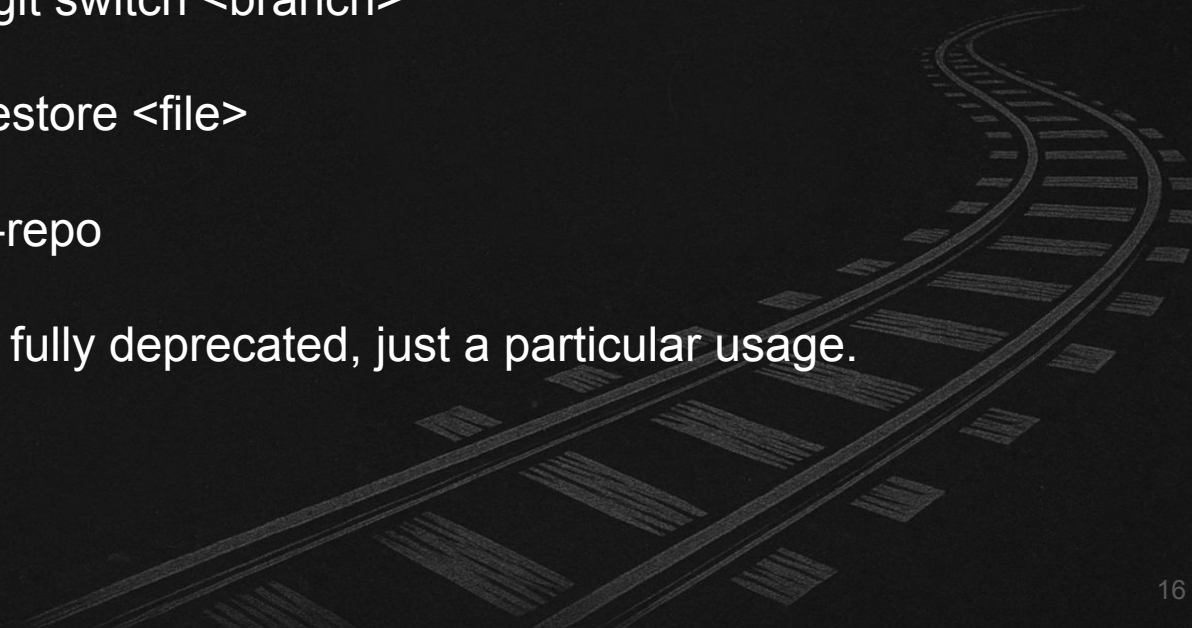 git switch <branch>
estore <file>
-repo
fully deprecated, just a particular usage.
16